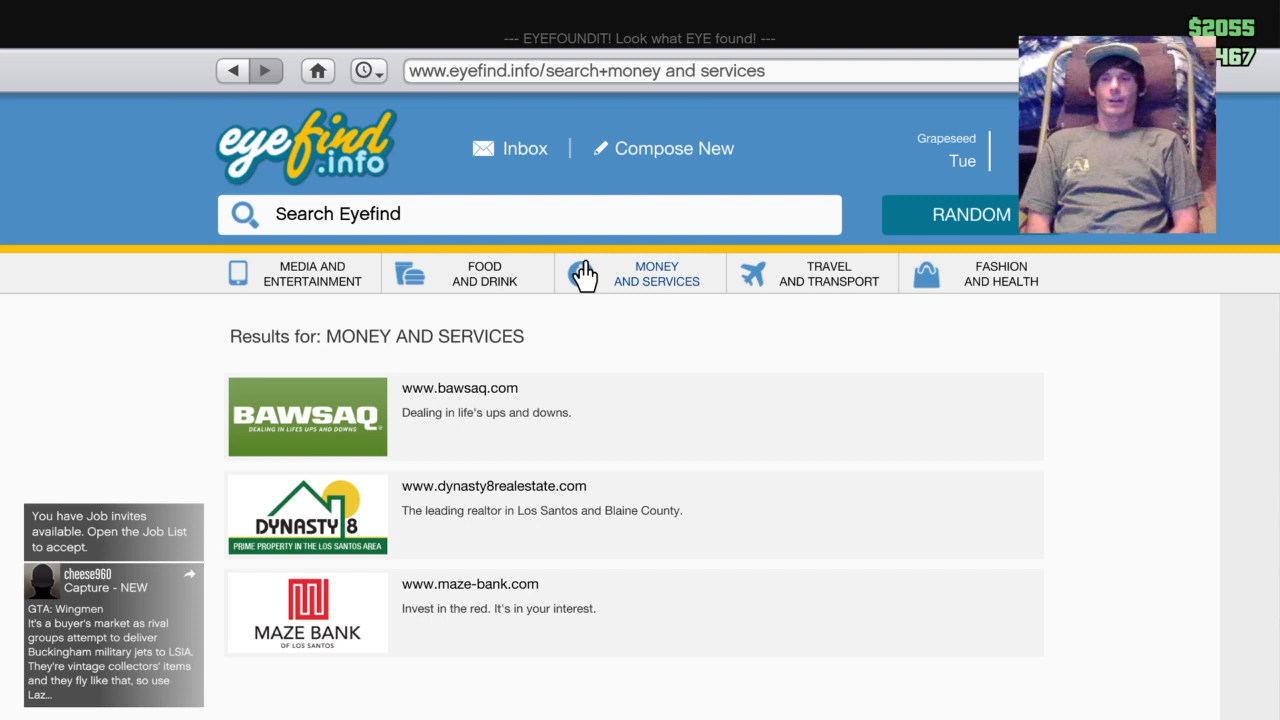 --- EYEFOUNDIT! Look what EYE found! ---
$2055
467
www.eyefind.info/search+money and services
eyefind
.info
Inbox
Compose New
Grapeseed
Tue
Search Eyefind
RANDOM
MEDIA AND
ENTERTAINMENT
FOOD
AND DRINK
MONEY
AND SERVICES
TRAVEL
AND TRANSPORT
FASHION
AND HEALTH
Results for: MONEY AND SERVICES
BAWSAQ
DEALING IN LIFES UPS AND DOWNS
www.bawsaq.com
Dealing in life's ups and downs.
DYNASTY 8
PRIME PROPERTY IN THE LOS SANTOS AREA
www.dynasty8realestate.com
The leading realtor in Los Santos and Blaine County.
MAZE BANK
OF LOS SANTOS
www.maze-bank.com
Invest in the red. It's in your interest.
You have Job invites
available. Open the Job List
to accept.
cheese960
Capture - NEW
GTA: Wingmen
It's a buyer's market as rival
groups attempt to deliver
Buckingham military jets to LSIA.
They're vintage collectors' items
and they fly like that, so use
Laz...